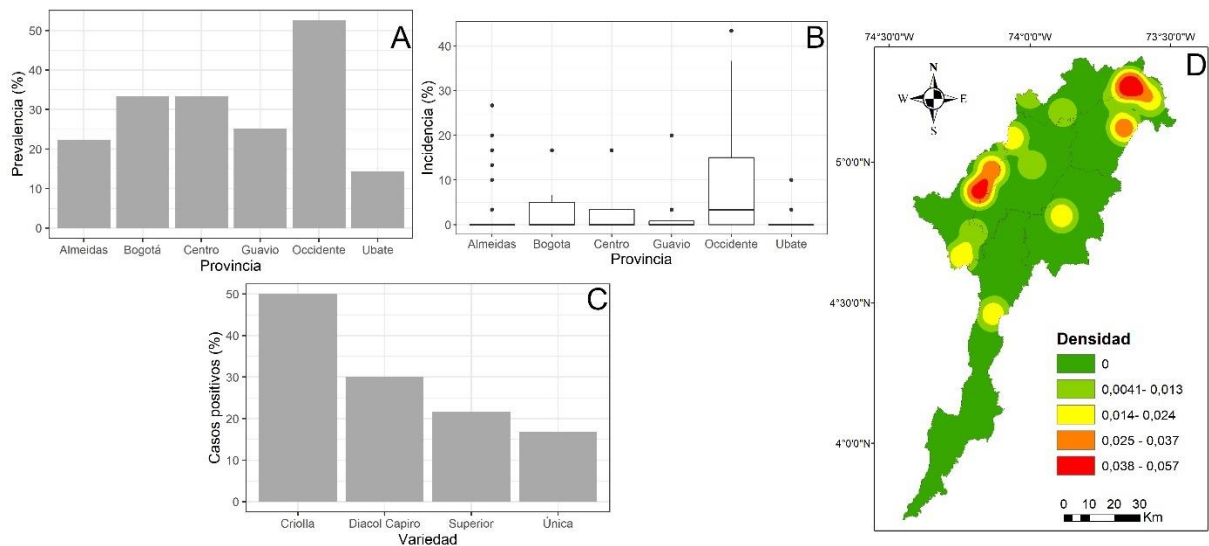 A
Prevalencia (%)
50
40
30
20
10
0
Almeidas Bogotá Centro Guavio Occidente Ubate
Provincia
B
Incidencia (%)
40
30
20
10
0
Almeidas Bogota Centro Guavio Occidente Ubate
Provincia
C
Casos positivos (%)
50
40
30
20
10
0
Criolla Diacol Capiro Superior Única
Variedad
D
74°30'0"W 74°0'0"W 73°30'0"W
N
W E
S
5°0'0"N
4°30'0"N
4°0'0"N
Densidad
0
0,0041- 0,013
0,014- 0,024
0,025 - 0,037
0,038 - 0,057
0 10 20 30
Km